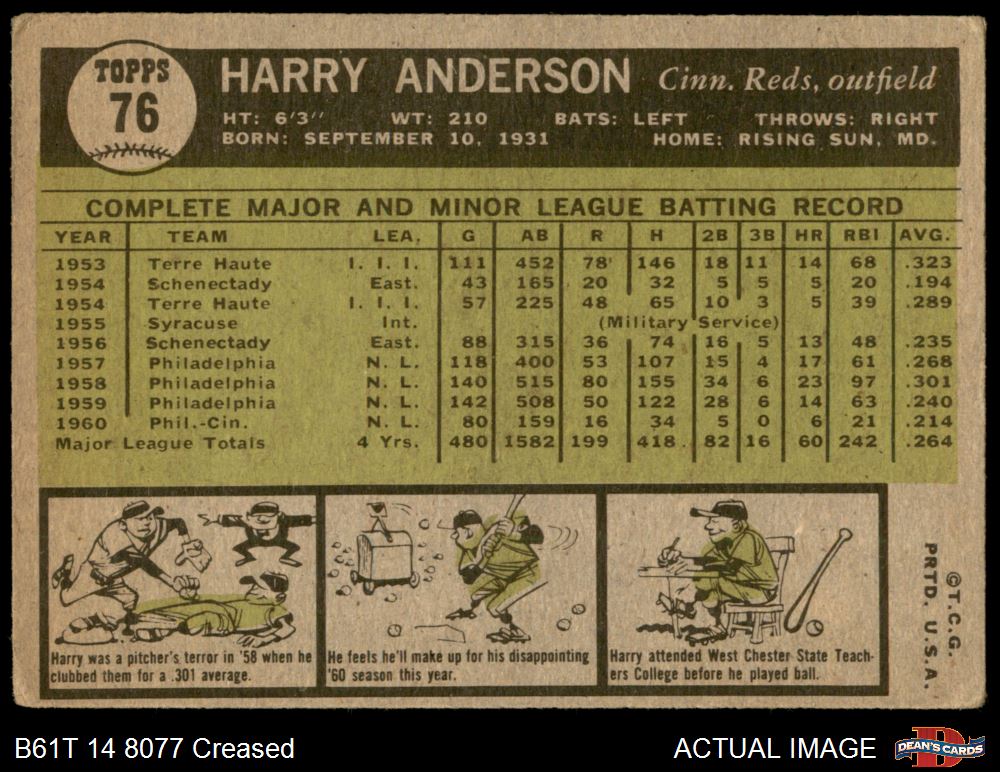 TOPPS
76
HARRY ANDERSON Cinn. Reds, outfield
HT: 6'3'' WT: 210 BATS: LEFT THROWS: RIGHT
BORN: SEPTEMBER 10, 1931 HOME: RISING SUN, MD.
COMPLETE MAJOR AND MINOR LEAGUE BATTING RECORD
YEAR TEAM LEA. G AB R H 2B 3B HR RBI AVG.
1953 Terre Haute I. I. I. 111 452 78 146 18 11 14 68 .323
1954 Schenectady East. 43 165 20 32 5 5 5 20 .194
1954 Terre Haute I. I. I. 57 225 48 65 10 3 5 39 .289
1955 Syracuse Int. (Military Service)
1956 Schenectady East. 88 315 36 74 16 5 13 48 .235
1957 Philadelphia N. L. 118 400 53 107 15 4 17 61 .268
1958 Philadelphia N. L. 140 515 80 155 34 6 23 97 .301
1959 Philadelphia N. L. 142 508 50 122 28 6 14 63 .240
1960 Phil.-Cin. N. L. 80 159 16 34 5 0 6 21 .214
Major League Totals 4 Yrs. 480 1582 199 418 82 16 60 242 .264
Harry was a pitcher's terror in '58 when he
clubbed them for a .301 average.
He feels he'll make up for his disappointing
'60 season this year.
Harry attended West Chester State Teach-
ers College before he played ball.
©T.C.G.
PRTD. U.S.A.
B61T 14 8077 Creased
ACTUAL IMAGE
DEAN'S CARDS